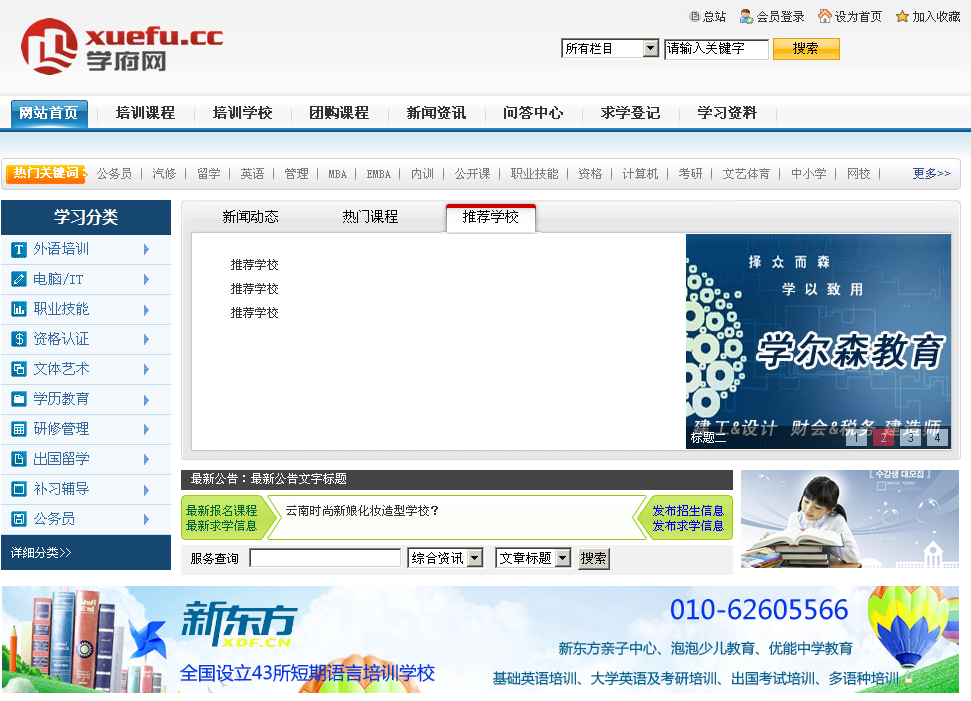 总站 会员登录 设为首页 加入收藏
xuefu.cc
学府网
所有栏目 请输入关键字 搜索
网站首页 培训课程 培训学校 团购课程 新闻资讯 问答中心 求学登记 学习资料
热门关键词 公务员 | 汽修 | 留学 | 英语 | 管理 | MBA | EMBA | 内训 | 公开课 | 职业技能 | 资格 | 计算机 | 考研 | 文艺体育 | 中小学 | 网校 | 更多>>
学习分类
外语培训
电脑/IT
职业技能
资格认证
文体艺术
学历教育
研修管理
出国留学
补习辅导
公务员
详细分类>>
新闻动态 热门课程 推荐学校
推荐学校
推荐学校
推荐学校
择众而森
学以致用
学尔森教育
建工&设计 财会&税务 建造师
标题二 1 2 3 4
最新公告：最新公告文字标题
最新报名课程
最新求学信息
云南时尚新娘化妆造型学校？
发布招生信息
发布求学信息
服务查询 综合资讯 文章标题 搜索
新东方
XDF.CN
全国设立43所短期语言培训学校
010-62605566
新东方亲子中心、泡泡少儿教育、优能中学教育
基础英语培训、大学英语及考研培训、出国考试培训、多语种培训